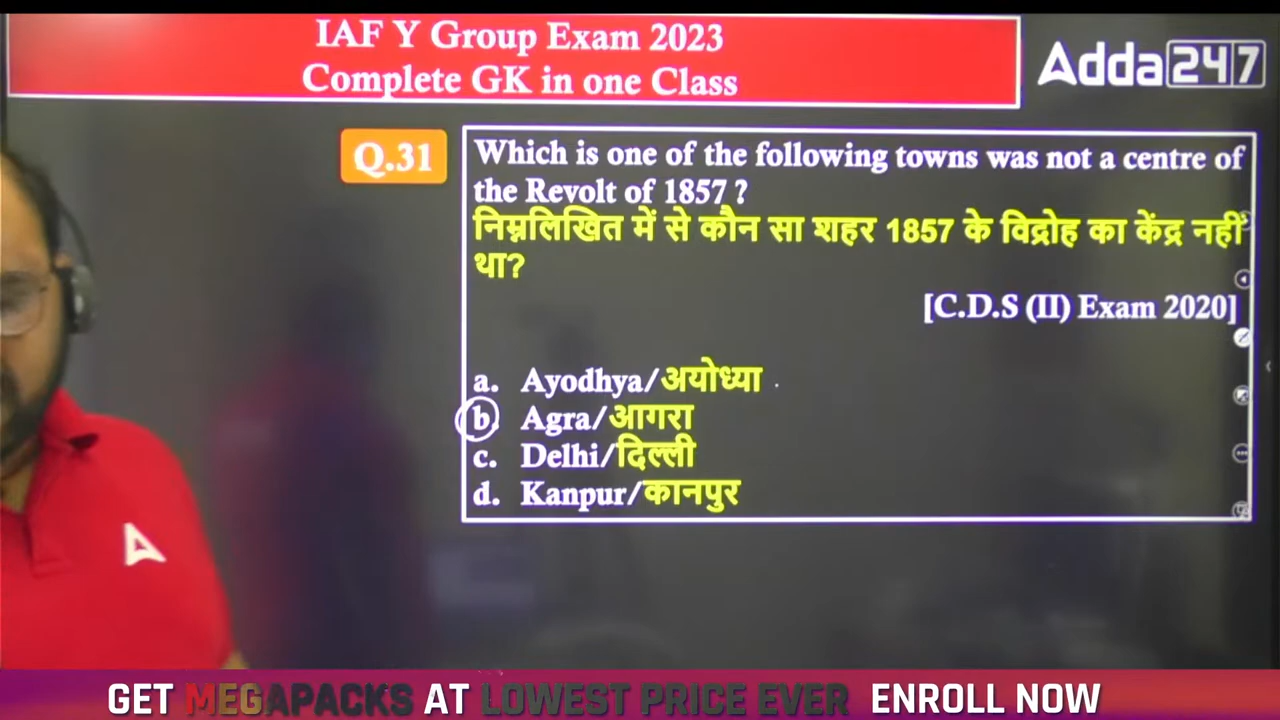 IAF Y Group Exam 2023
Complete GK in one Class
Adda247
Q.31
Which is one of the following towns was not a centre of
the Revolt of 1857 ?
निम्नलिखित में से कौन सा शहर 1857 के विद्रोह का केंद्र नहीं
था?
[C.D.S (II) Exam 2020]
a. Ayodhya/अयोध्या
b. Agra/आगरा
c. Delhi/दिल्ली
d. Kanpur/कानपुर
GET MEGAPACKS AT LOWEST PRICE EVER ENROLL NOW